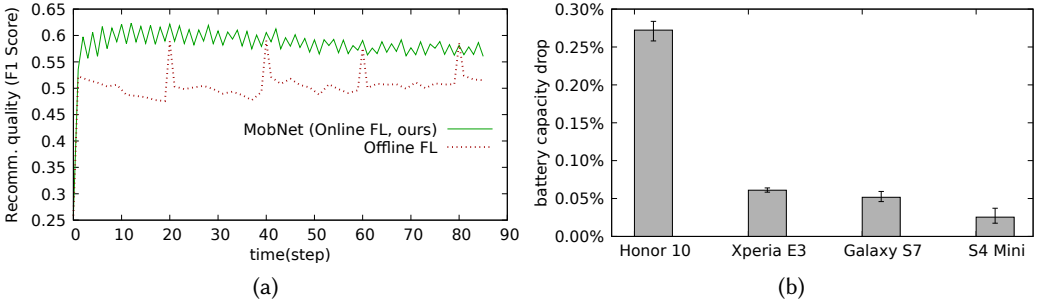 Recomm. quality (F1 Score)
0.65
0.6
0.55
0.5
0.45
0.4
0.35
0.3
0.25
MobNet (Online FL, ours)
Offline FL
0 10 20 30 40 50 60 70 80 90
time(step)
(a)
battery capacity drop
0.30%
0.25%
0.20%
0.15%
0.10%
0.05%
0.00%
Honor 10 Xperia E3 Galaxy S7 S4 Mini
(b)